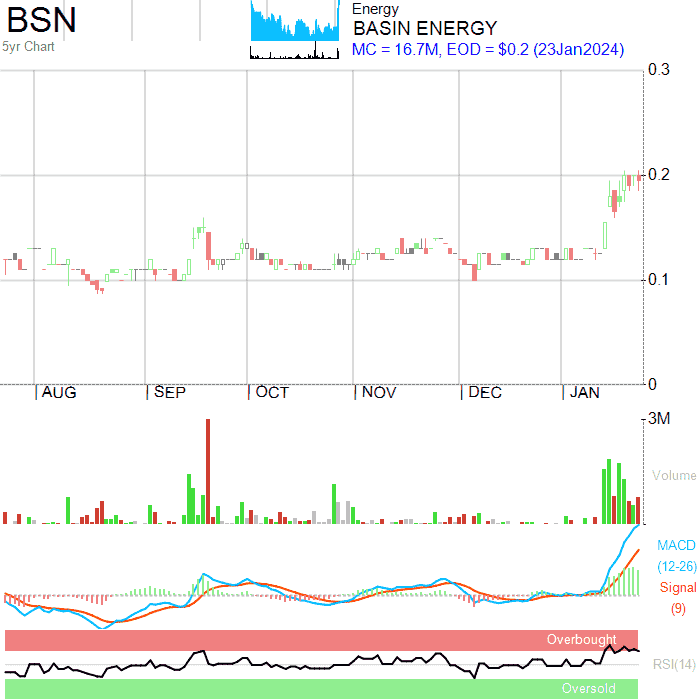 BSN
5yr Chart
Energy
BASIN ENERGY
MC = 16.7M, EOD = $0.2 (23Jan2024)
0.3
0.2
0.1
0
AUG SEP OCT NOV DEC JAN
3M
Volume
MACD
(12-26)
Signal
(9)
Overbought
RSI(14)
Oversold